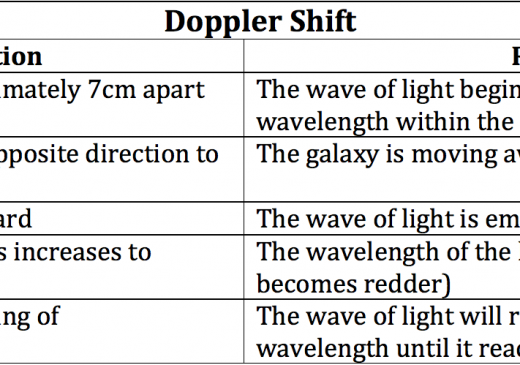 Doppler Shift
tion
imately 7cm apart
The wave of light begin
wavelength within the
pposite direction to
The galaxy is moving av
ard
The wave of light is em
s increases to
The wavelength of the
becomes redder)
ng of
The wave of light will r
wavelength until it read